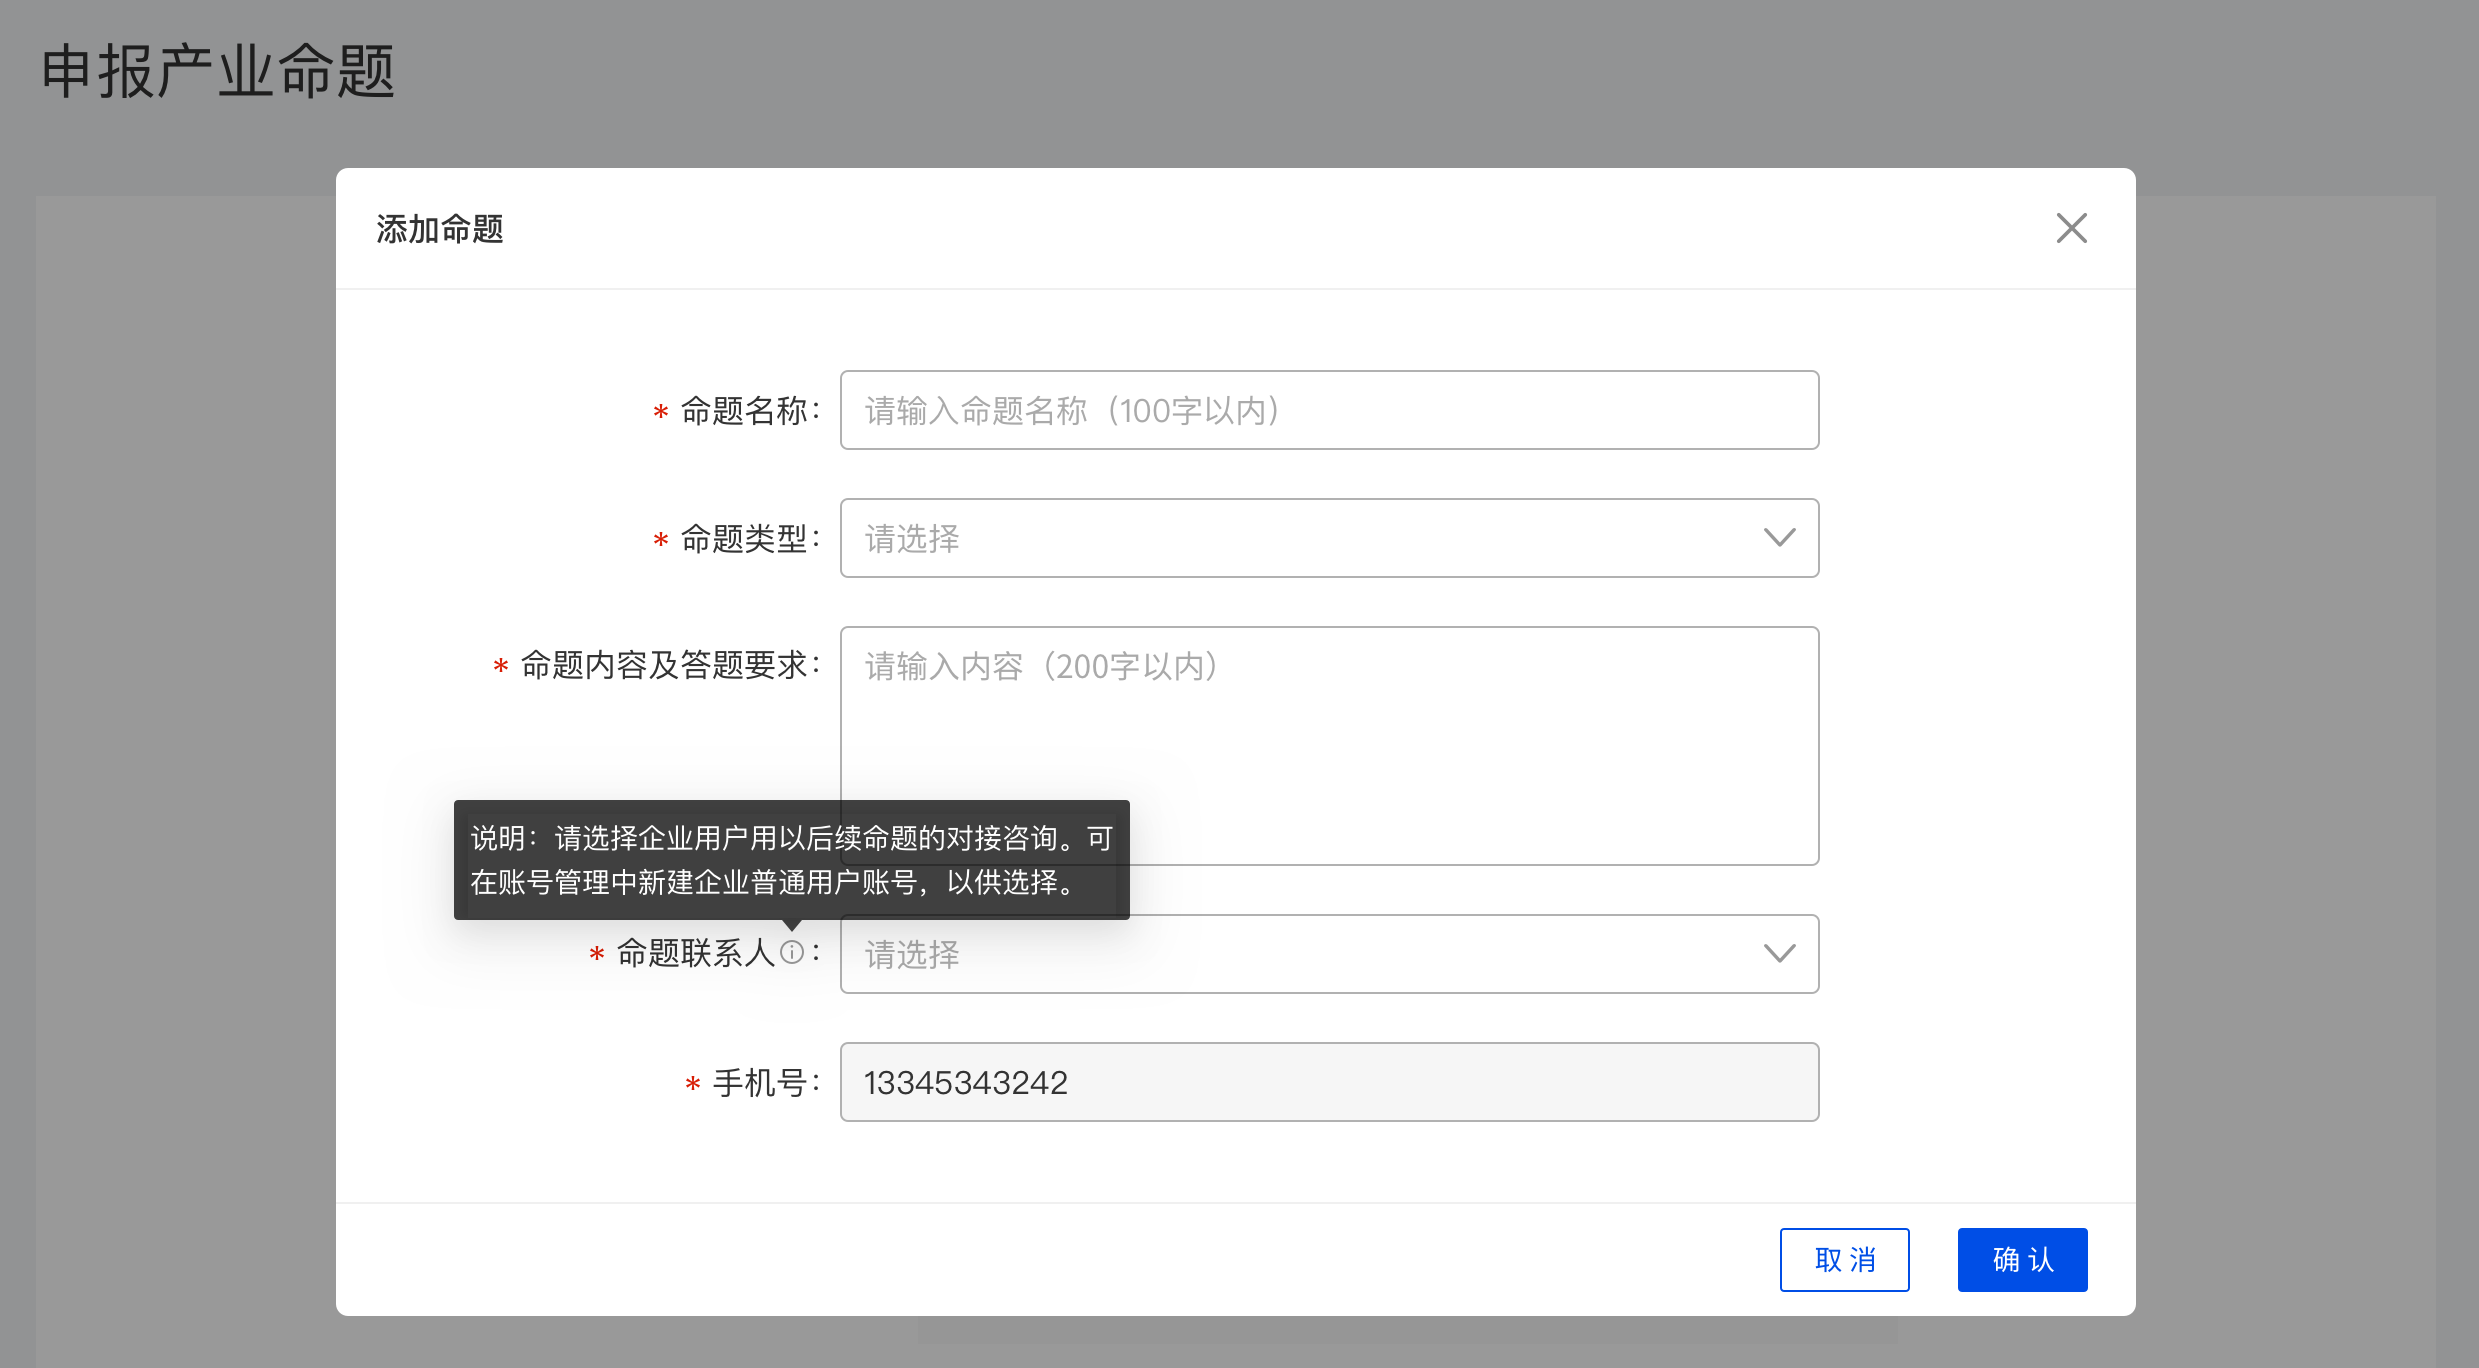 申报产业命题
添加命题
* 命题名称：
请输入命题名称（100字以内）
* 命题类型：
请选择
* 命题内容及答题要求：
请输入内容（200字以内）
说明：请选择企业用户用以后续命题的对接咨询。可
在账号管理中新建企业普通用户账号，以供选择。
* 命题联系人ⓘ：
请选择
* 手机号：
13345343242
取消
确认